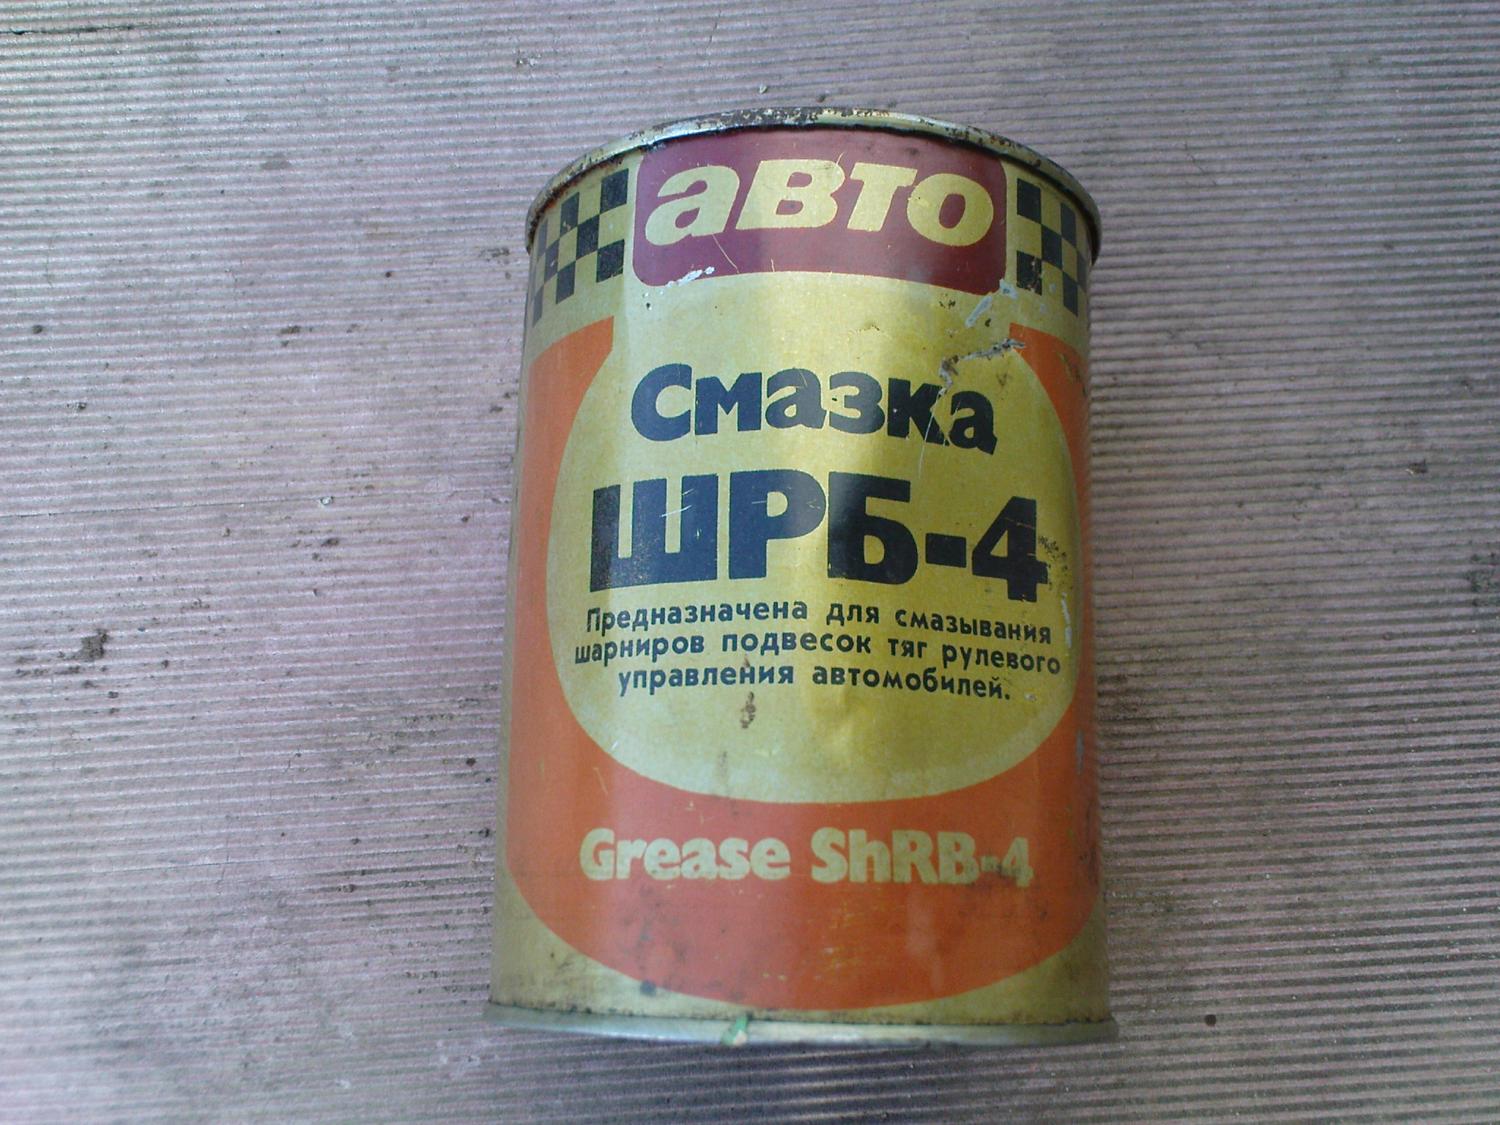 авто
Смазка
ШРБ-4
Предназначена для смазывания
шарниров подвесок тяг рулевого
управления автомобилей.
Grease ShRB-4